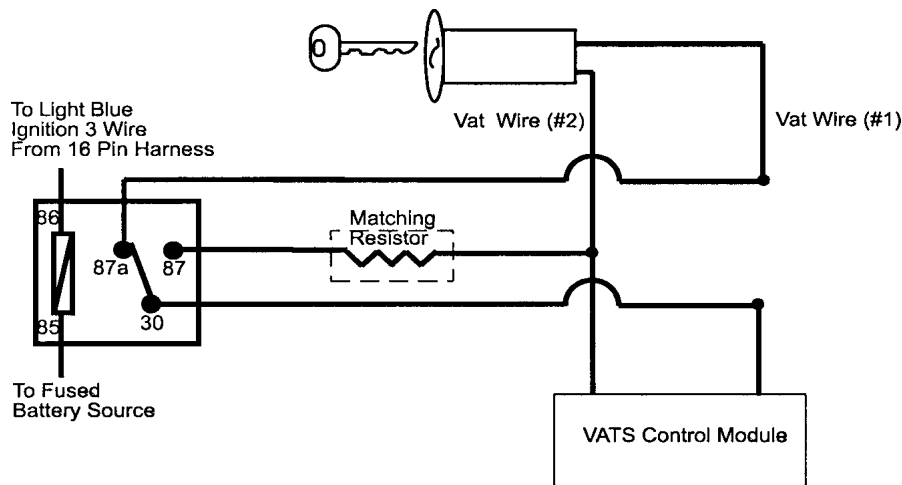 Vat Wire (#2)
Vat Wire (#1)
To Light Blue
Ignition 3 Wire
From 16 Pin Harness
86
87a
87
85
30
Matching
Resistor
To Fused
Battery Source
VATS Control Module